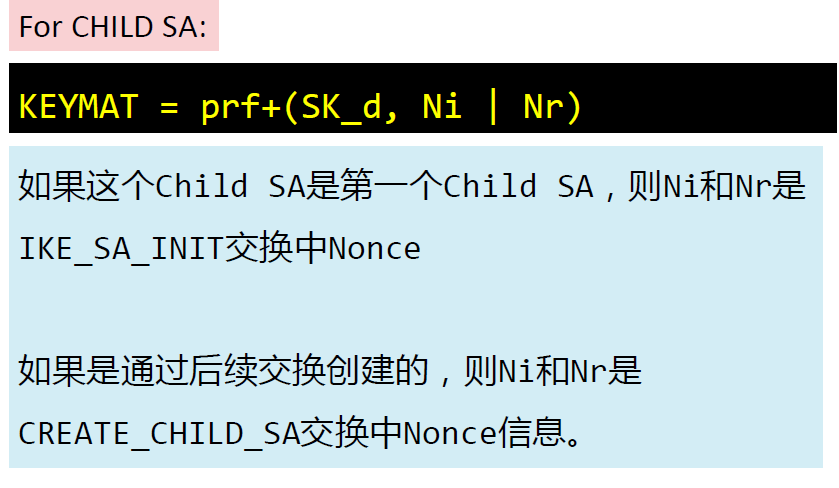 For CHILD SA:
KEYMAT = prf+(SK_d, Ni | Nr)
如果这个Child SA是第一个Child SA，则Ni和Nr是
IKE_SA_INIT交换中Nonce
如果是通过后续交换创建的，则Ni和Nr是
CREATE_CHILD_SA交换中Nonce信息。